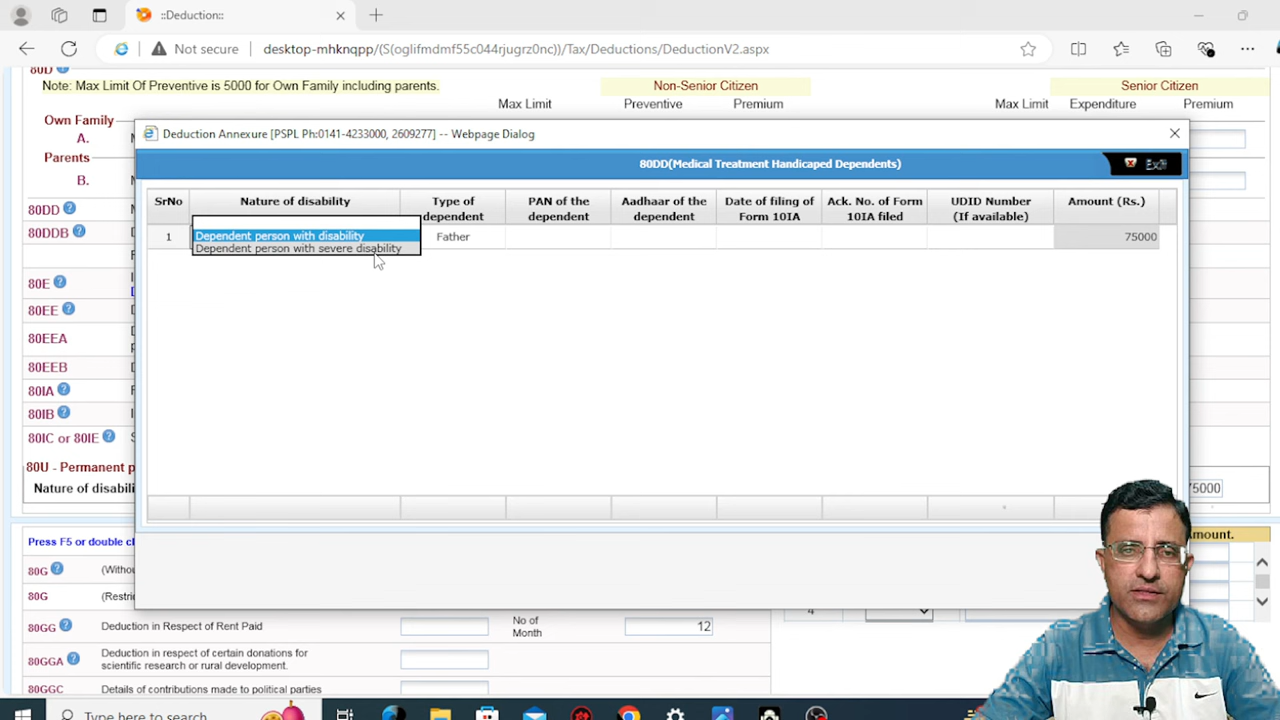 ::Deduction::
Not secure
desktop-mhknqpp/(S(oglifmdmf55c044rjugrz0nc))/Tax/Deductions/DeductionV2.aspx
80D
Note: Max Limit Of Preventive is 5000 for Own Family including parents.
Non-Senior Citizen
Senior Citizen
Max Limit Preventive Premium
Max Limit Expenditure Premium
Own Family
A.
Parents
B.
80DD
80DDB
80E
80EE
80EEA
80EEB
80IA
80IB
80IC or 80IE
80U - Permanent p
Nature of disabili
75000
Deduction Annexure [PSPL Ph:0141-4233000, 2609277] -- Webpage Dialog
80DD(Medical Treatment Handicaped Dependents)
Exit
SrNo
Nature of disability
Type of dependent
PAN of the dependent
Aadhaar of the dependent
Date of filing of Form 10IA
Ack. No. of Form 10IA filed
UDID Number (If available)
Amount (Rs.)
1
Dependent person with disability
Dependent person with severe disability
Father
75000
Press F5 or double cl
mount.
80G (Withou
80G (Restri
4
80GG Deduction in Respect of Rent Paid
No of Month
12
80GGA Deduction in respect of certain donations for
scientific research or rural development.
80GGC Details of contributions made to political parties
Type here to search